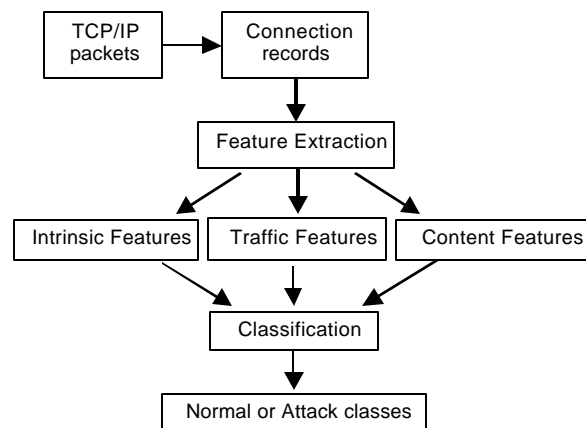 TCP/IP
packets
Connection
records
Feature Extraction
Intrinsic Features
Traffic Features
Content Features
Classification
Normal or Attack classes